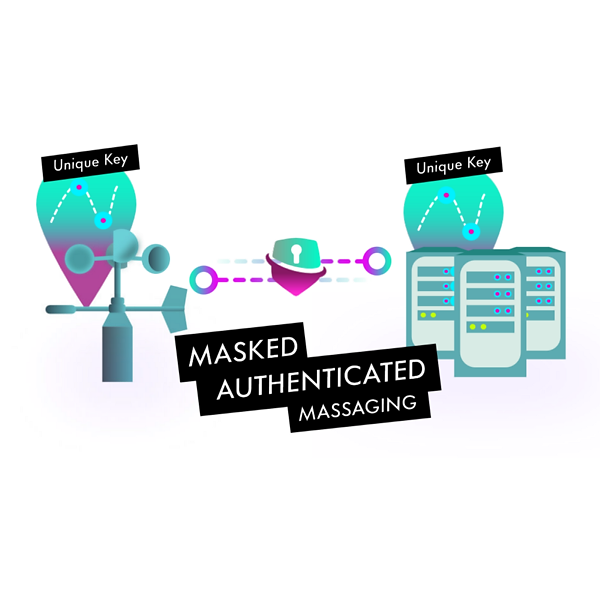 Unique Key
Unique Key
MASKED
AUTHENTICATED
MASSAGING